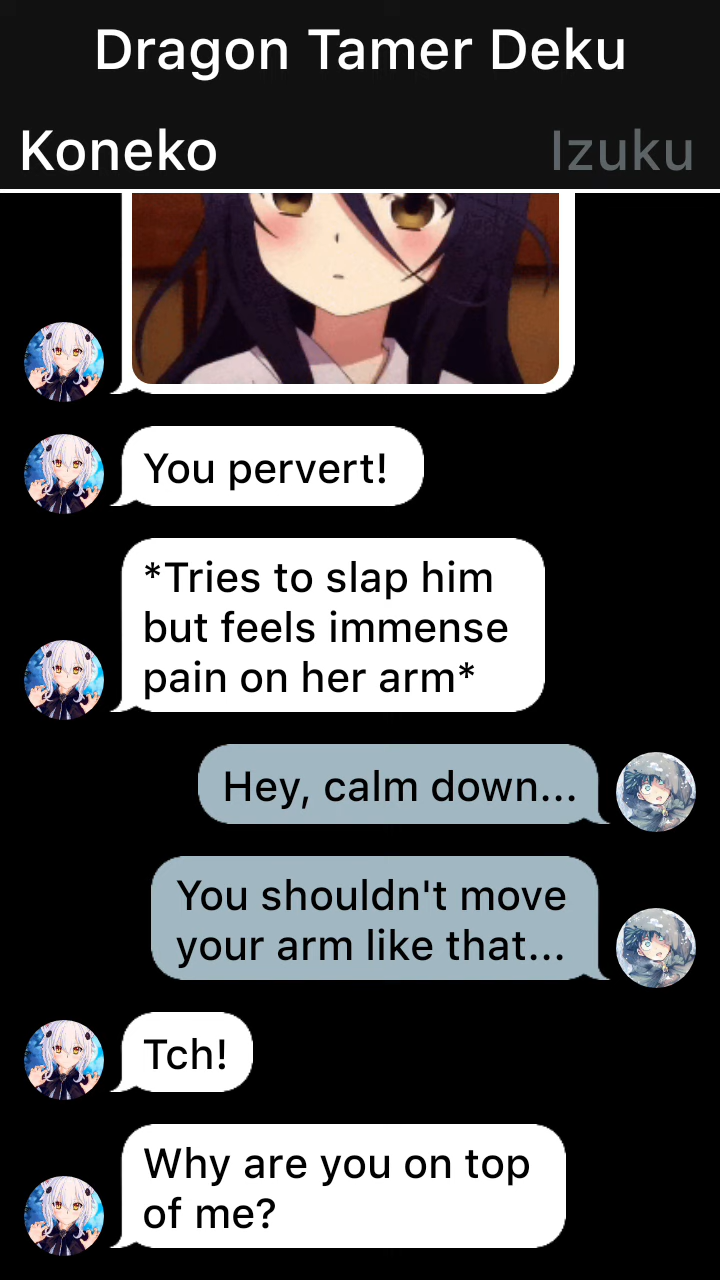 Dragon Tamer Deku
Koneko
Izuku
You pervert!
*Tries to slap him
but feels immense
pain on her arm*
Hey, calm down...
You shouldn't move
your arm like that...
Tch!
Why are you on top
of me?